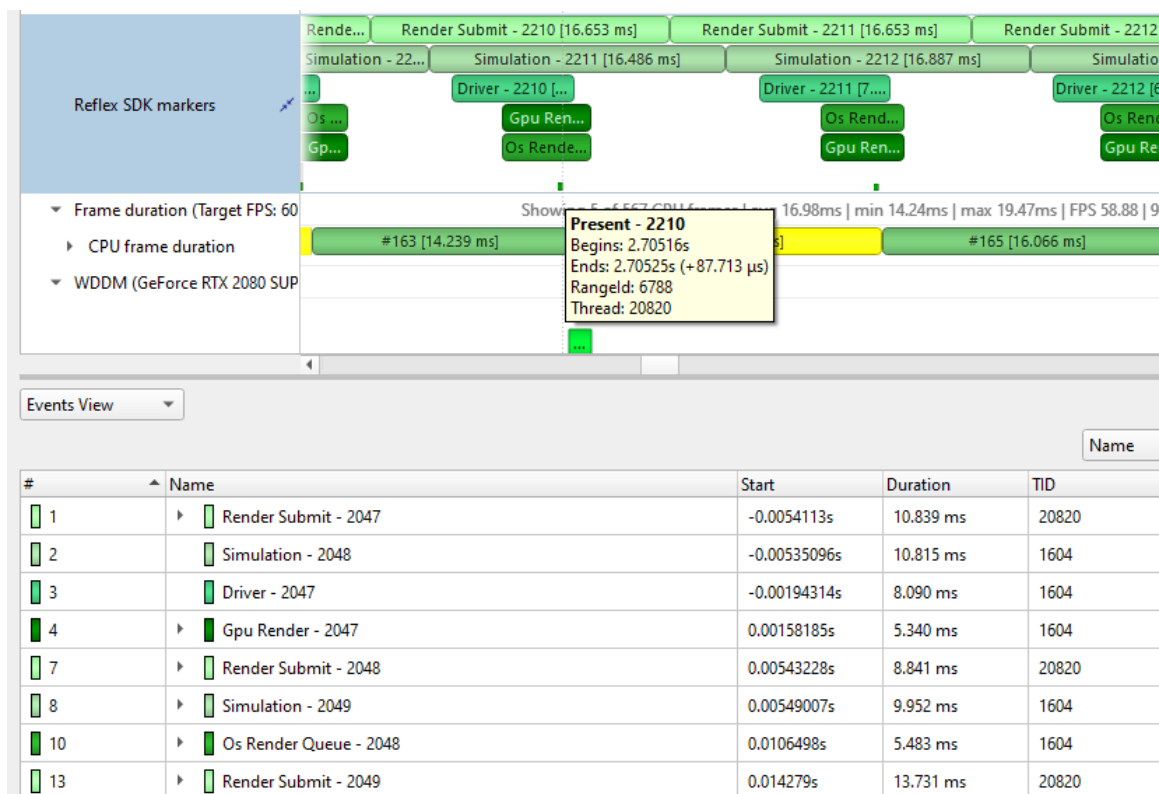 Rende... Render Submit - 2210 [16.653 ms] Render Submit - 2211 [16.653 ms] Render Submit - 2212
Simulation - 22... Simulation - 2211 [16.486 ms] Simulation - 2212 [16.887 ms] Simulatio
Reflex SDK markers
... Driver - 2210 [... Driver - 2211 [7.... Driver - 2212 [6
Os ... Gpu Ren... Os Rend... Os Rend
Gp... Os Rende... Gpu Ren... Gpu Re
Frame duration (Target FPS: 60 Showing 5 of 567 CPU frames | avg 16.98ms | min 14.24ms | max 19.47ms | FPS 58.88 | 9
CPU frame duration #163 [14.239 ms] s] #165 [16.066 ms]
WDDM (GeForce RTX 2080 SUP
Present - 2210
Begins: 2.70516s
Ends: 2.70525s (+87.713 μs)
RangeId: 6788
Thread: 20820
...
Events View
Name
# Name Start Duration TID
1 Render Submit - 2047 -0.0054113s 10.839 ms 20820
2 Simulation - 2048 -0.00535096s 10.815 ms 1604
3 Driver - 2047 -0.00194314s 8.090 ms 1604
4 Gpu Render - 2047 0.00158185s 5.340 ms 1604
7 Render Submit - 2048 0.00543228s 8.841 ms 20820
8 Simulation - 2049 0.00549007s 9.952 ms 1604
10 Os Render Queue - 2048 0.0106498s 5.483 ms 1604
13 Render Submit - 2049 0.014279s 13.731 ms 20820